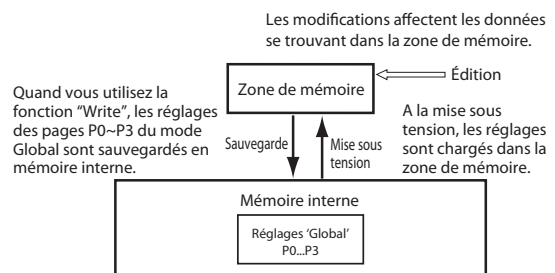 Les modifications affectent les données
se trouvant dans la zone de mémoire.
Zone de mémoire
Édition
Quand vous utilisez la
fonction “Write”, les réglages
des pages P0~P3 du mode
Global sont sauvegardés en
mémoire interne.
Sauvegarde
Mise sous
tension
A la mise sous
tension, les réglages
sont chargés dans la
zone de mémoire.
Mémoire interne
Réglages ‘Global’
P0...P3